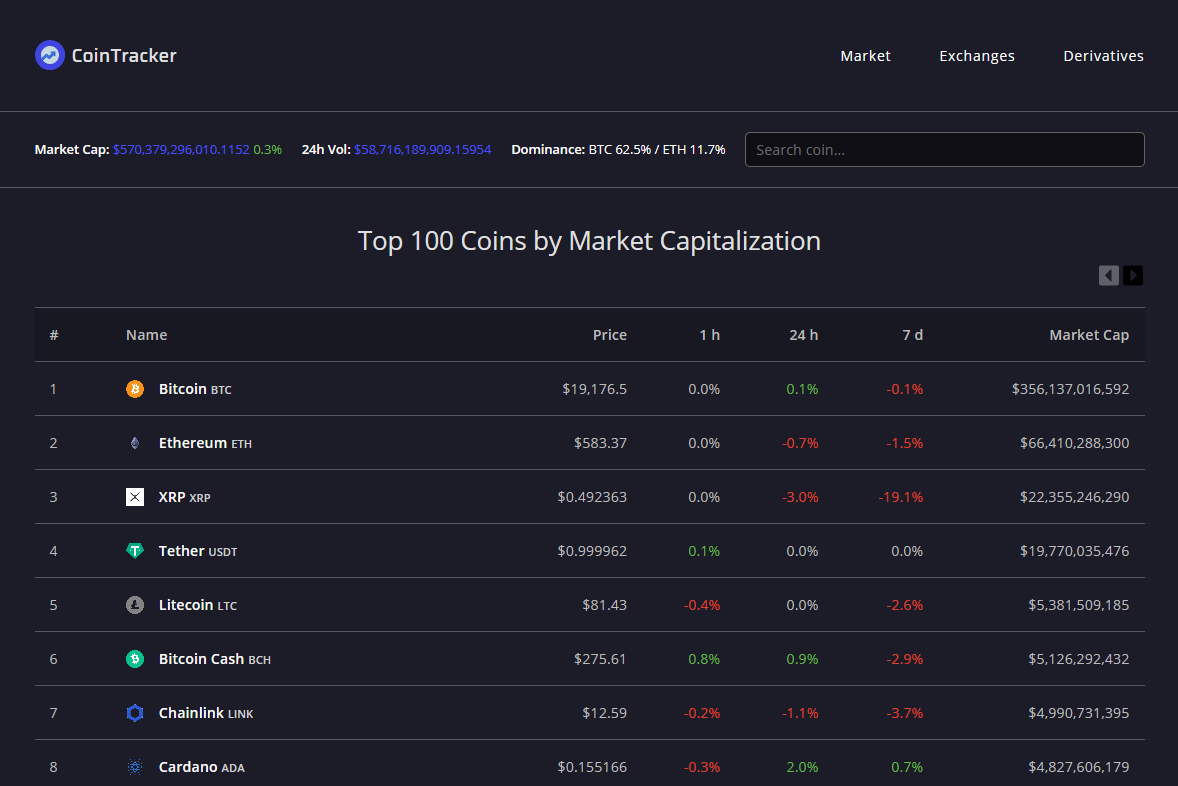 CoinTracker Market Exchanges Derivatives
Market Cap: $570,379,296,010.1152 0.3% 24h Vol: $58,716,189,909.15954 Dominance: BTC 62.5% / ETH 11.7% Search coin...
Top 100 Coins by Market Capitalization
# Name Price 1 h 24 h 7 d Market Cap
1 Bitcoin BTC $19,176.5 0.0% 0.1% -0.1% $356,137,016,592
2 Ethereum ETH $583.37 0.0% -0.7% -1.5% $66,410,288,300
3 XRP XRP $0.492363 0.0% -3.0% -19.1% $22,355,246,290
4 Tether USDT $0.999962 0.1% 0.0% 0.0% $19,770,035,476
5 Litecoin LTC $81.43 -0.4% 0.0% -2.6% $5,381,509,185
6 Bitcoin Cash BCH $275.61 0.8% 0.9% -2.9% $5,126,292,432
7 Chainlink LINK $12.59 -0.2% -1.1% -3.7% $4,990,731,395
8 Cardano ADA $0.155166 -0.3% 2.0% 0.7% $4,827,606,179